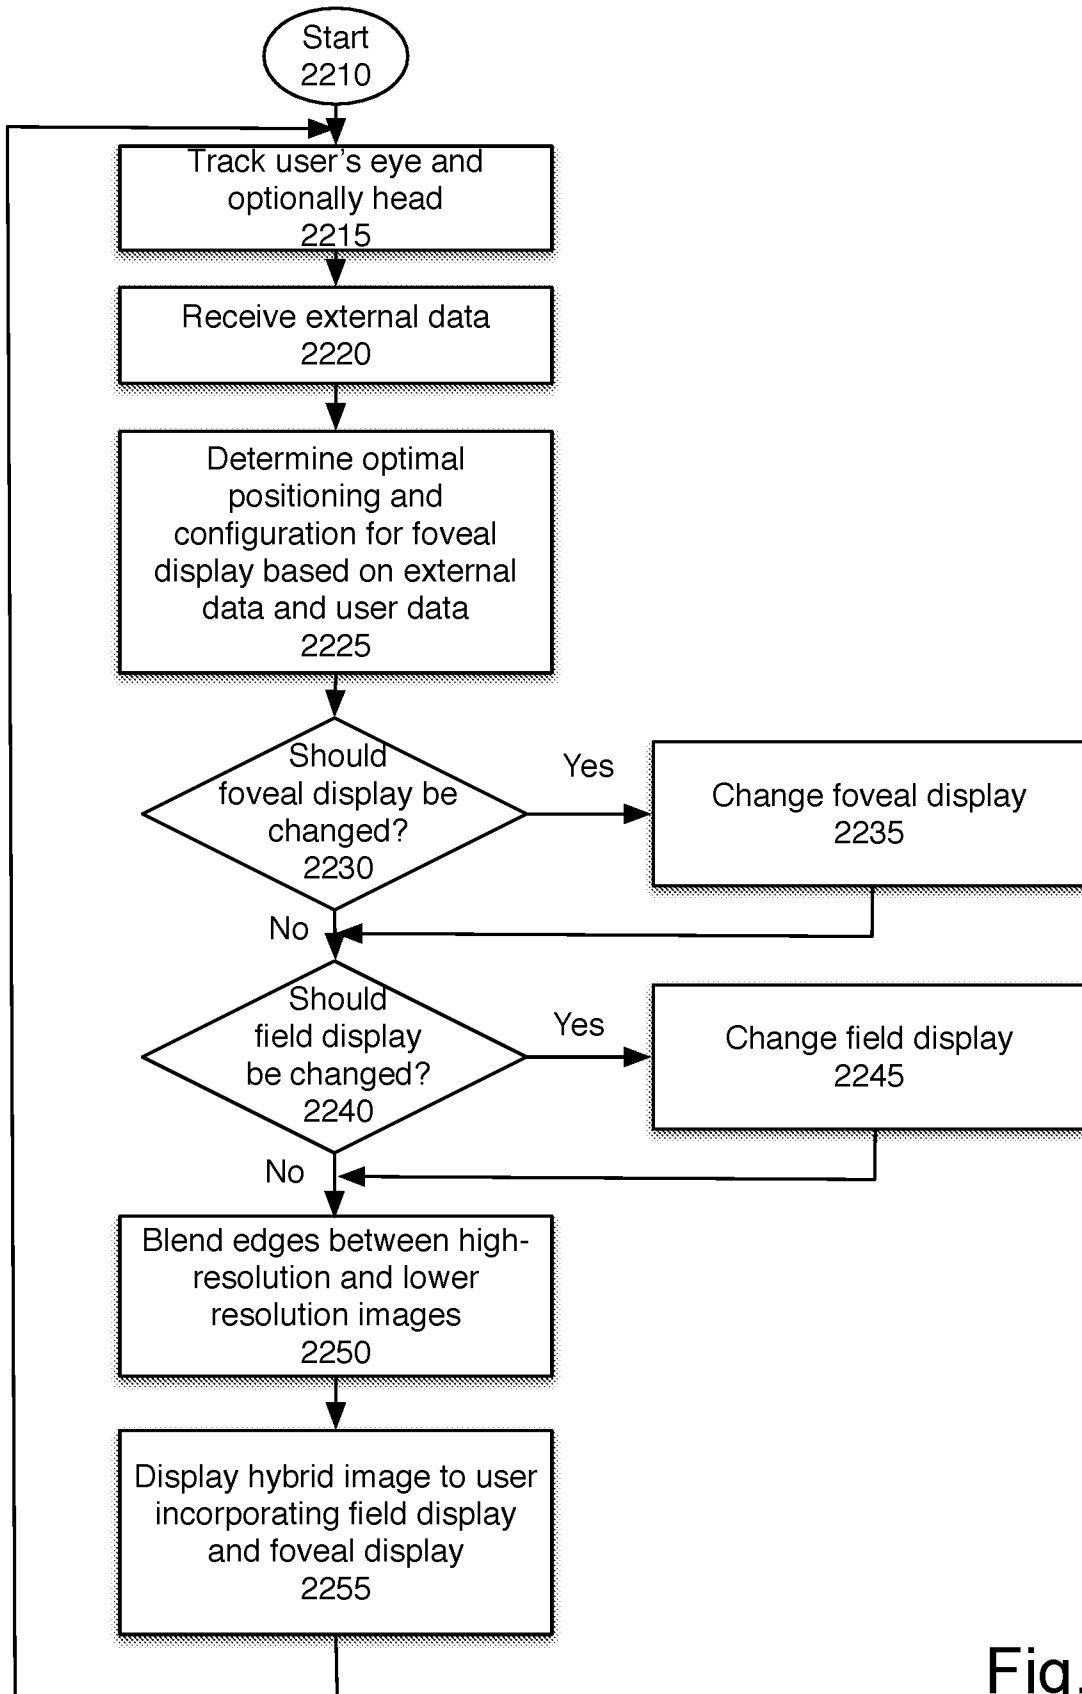 Start
2210
Track user's eye and
optionally head
2215
Receive external data
2220
Determine optimal
positioning and
configuration for foveal
display based on external
data and user data
2225
Should
foveal display be
changed?
2230
Yes
Change foveal display
2235
No
Should
field display
be changed?
2240
Yes
Change field display
2245
No
Blend edges between high-
resolution and lower
resolution images
2250
Display hybrid image to user
incorporating field display
and foveal display
2255
Fig.